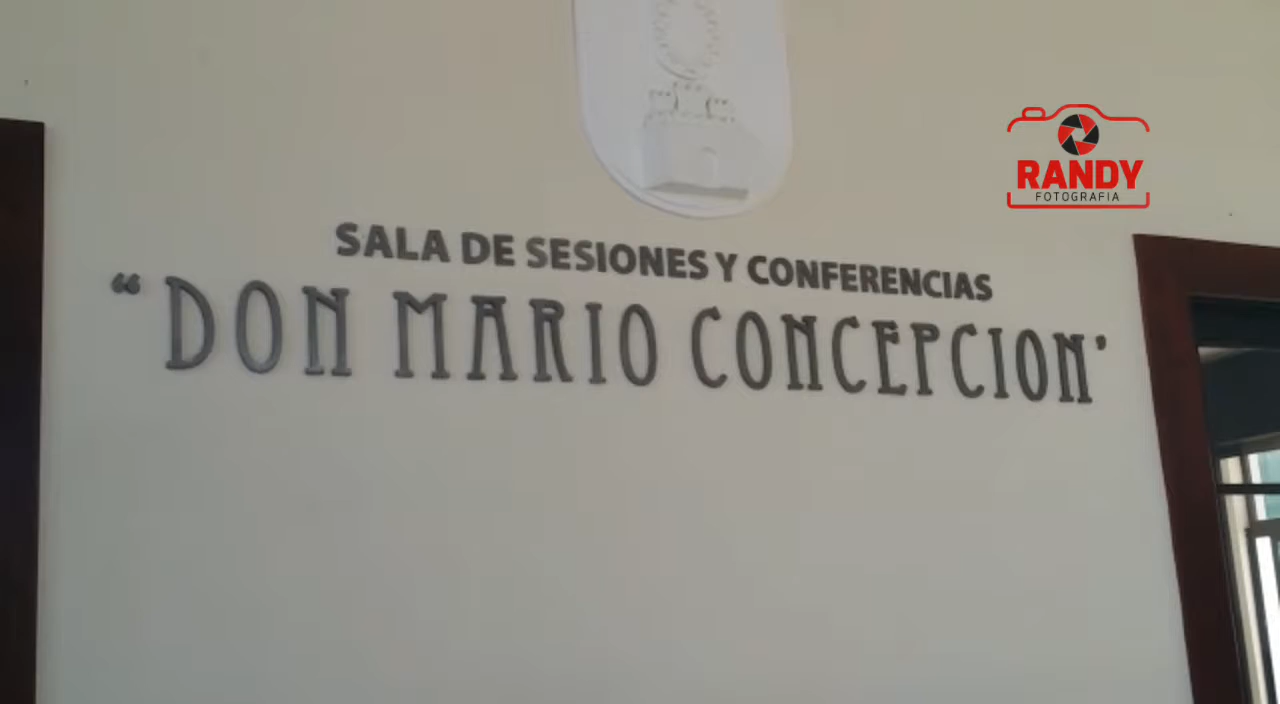 RANDY
FOTOGRAFIA
SALA DE SESIONES Y CONFERENCIAS
“DON MARIO CONCEPCION’